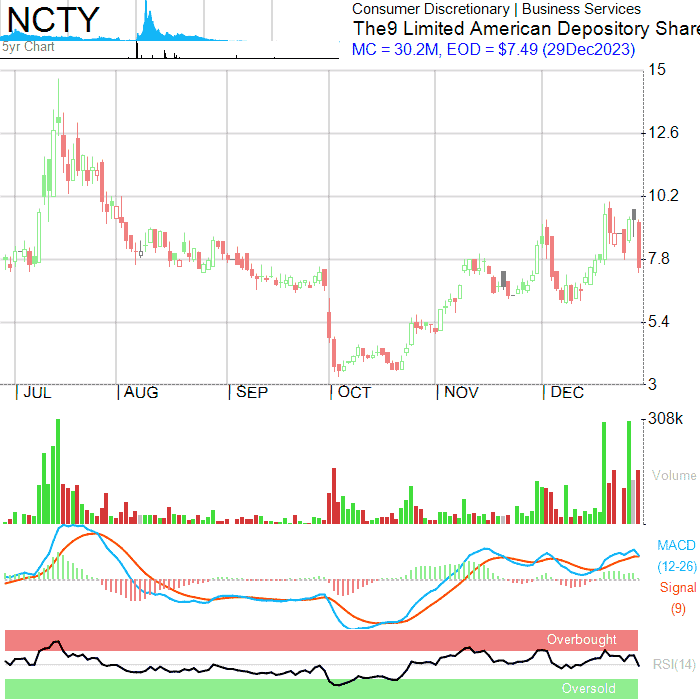 NCTY
Consumer Discretionary | Business Services
The9 Limited American Depository Share
5yr Chart
MC = 30.2M, EOD = $7.49 (29Dec2023)
15
12.6
10.2
7.8
5.4
3
JUL AUG SEP OCT NOV DEC
308k
Volume
MACD
(12-26)
Signal
(9)
Overbought
RSI(14)
Oversold